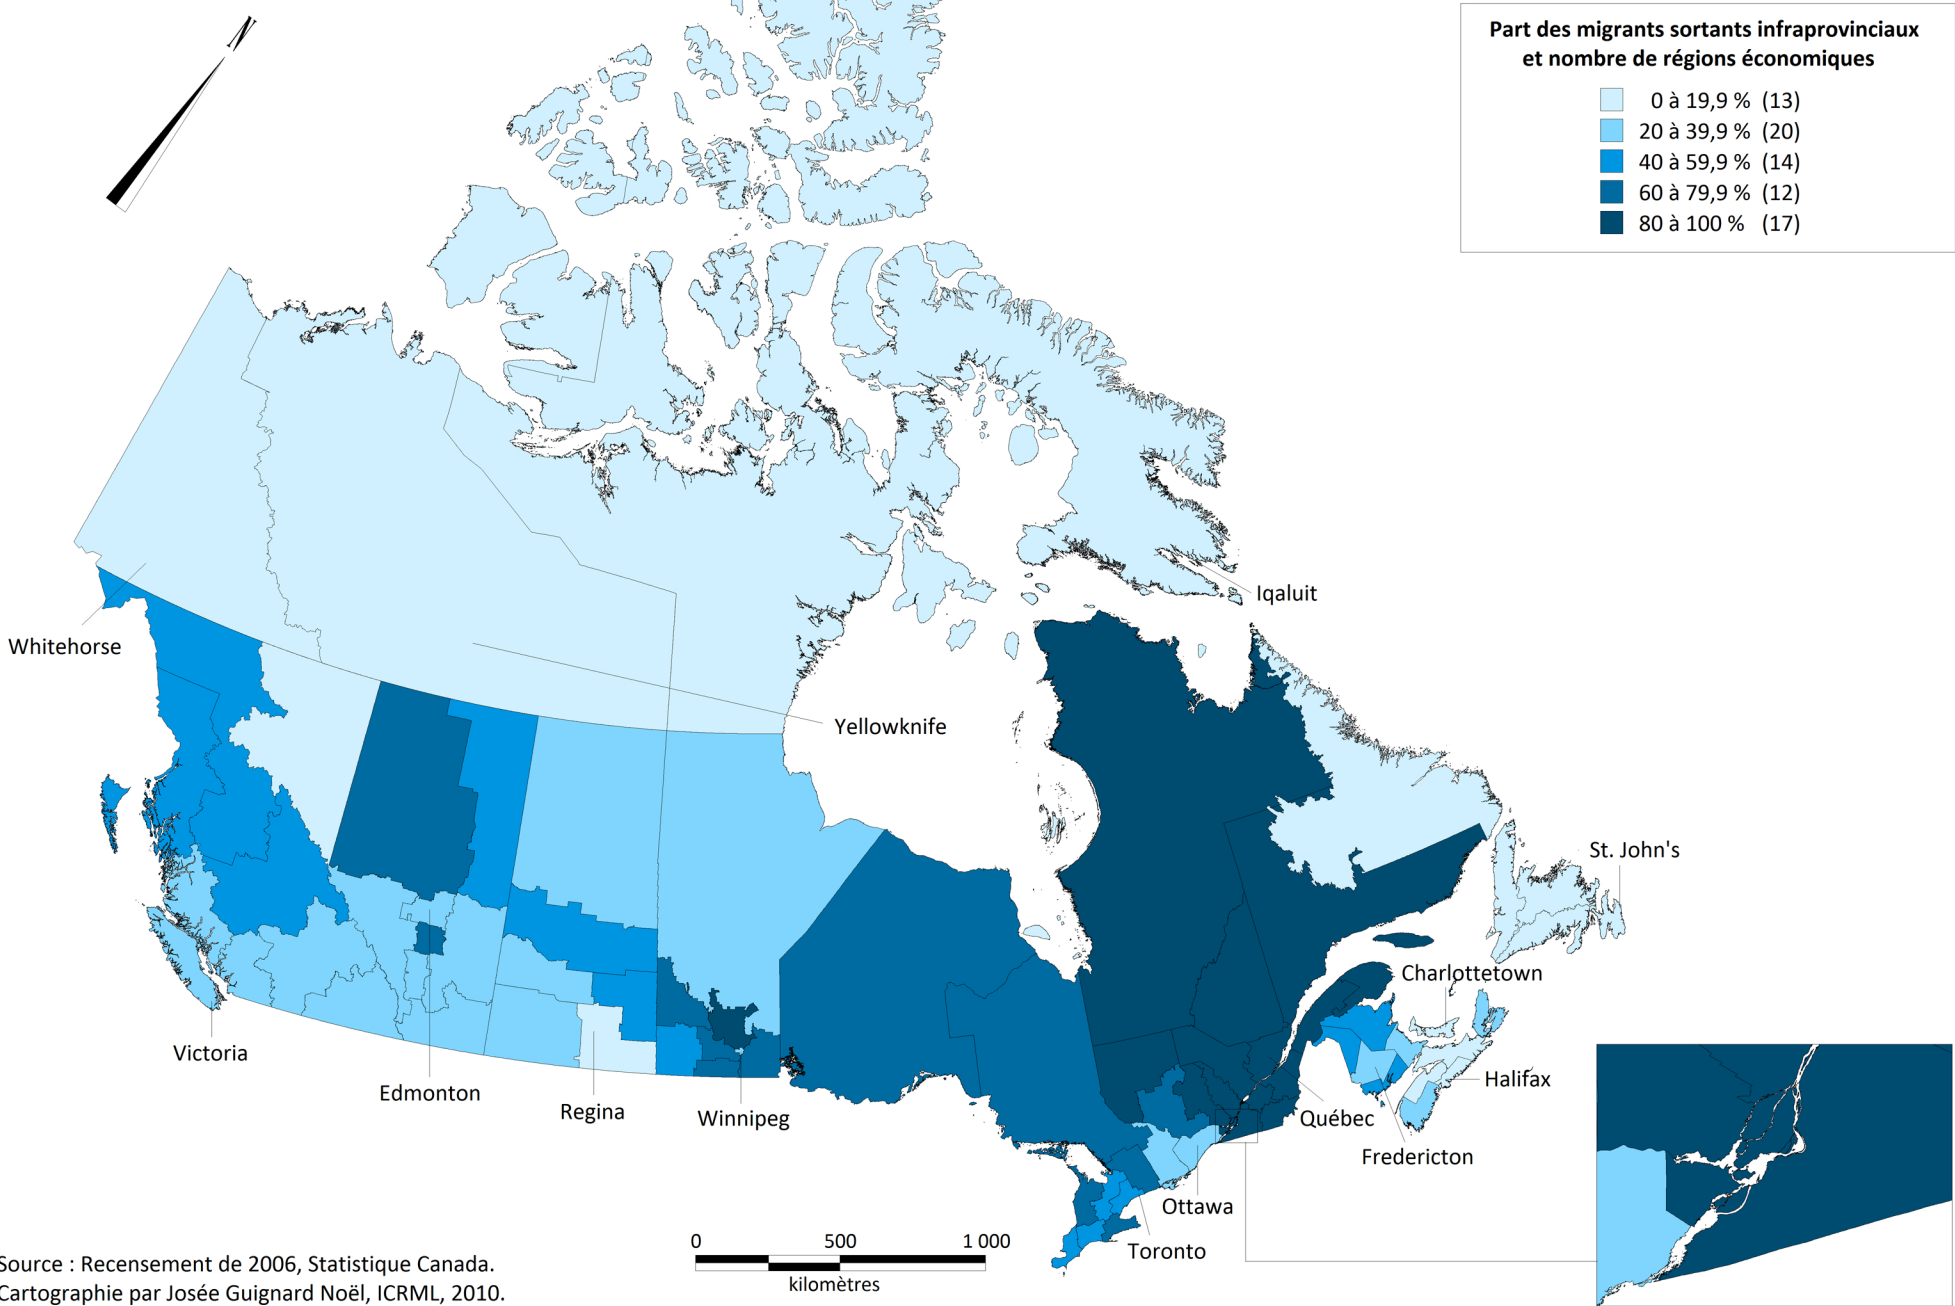 N
Part des migrants sortants infraprovinciaux
et nombre de régions économiques
0 à 19,9 % (13)
20 à 39,9 % (20)
40 à 59,9 % (14)
60 à 79,9 % (12)
80 à 100 % (17)
Iqaluit
Whitehorse
Yellowknife
St. John's
Charlottetown
Victoria
Halifax
Edmonton
Regina
Winnipeg
Québec
Fredericton
Ottawa
Toronto
0 500 1 000
kilomètres
Source : Recensement de 2006, Statistique Canada.
Cartographie par Josée Guignard Noël, ICRML, 2010.